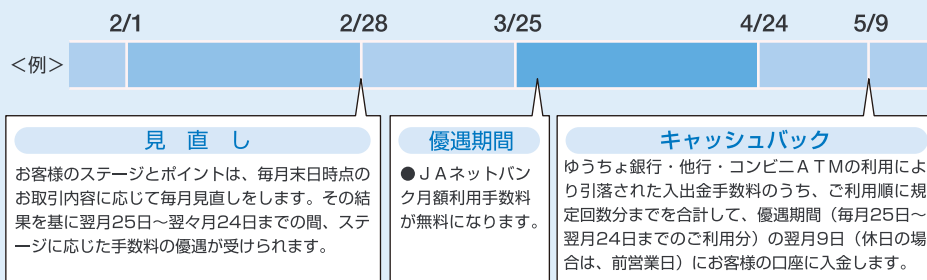 2/1 2/28 3/25 4/24 5/9
<例>
見直し
お客様のステージとポイントは、毎月末日時点の
お取引内容に応じて毎月見直しをします。その結
果を基に翌月25日～翌々月24日までの間、ステ
ージに応じた手数料の優遇が受けられます。
優遇期間
●ＪＡネットバン
ク月額利用手数料
が無料になります。
キャッシュバック
ゆうちょ銀行・他行・コンビニＡＴＭの利用によ
り引落された入出金手数料のうち、ご利用順に規
定回数分までを合計して、優遇期間（毎月25日～
翌月24日までのご利用分）の翌月9日（休日の場
合は、前営業日）にお客様の口座に入金します。